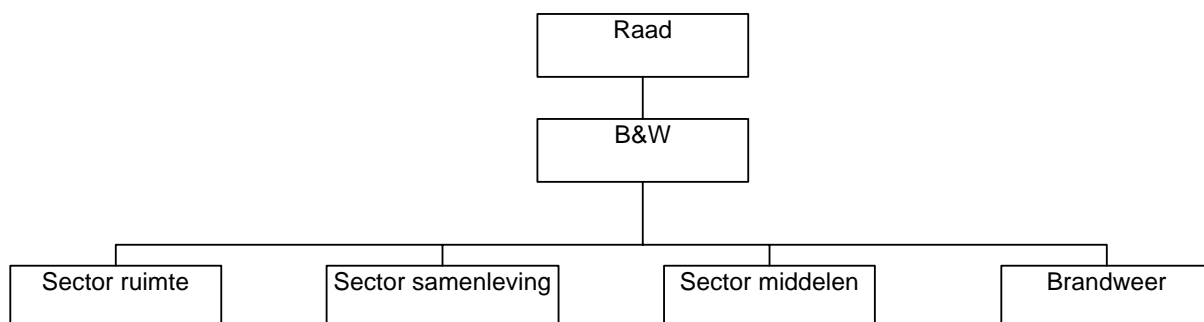 Raad
B&W
Sector ruimte
Sector samenleving
Sector middelen
Brandweer